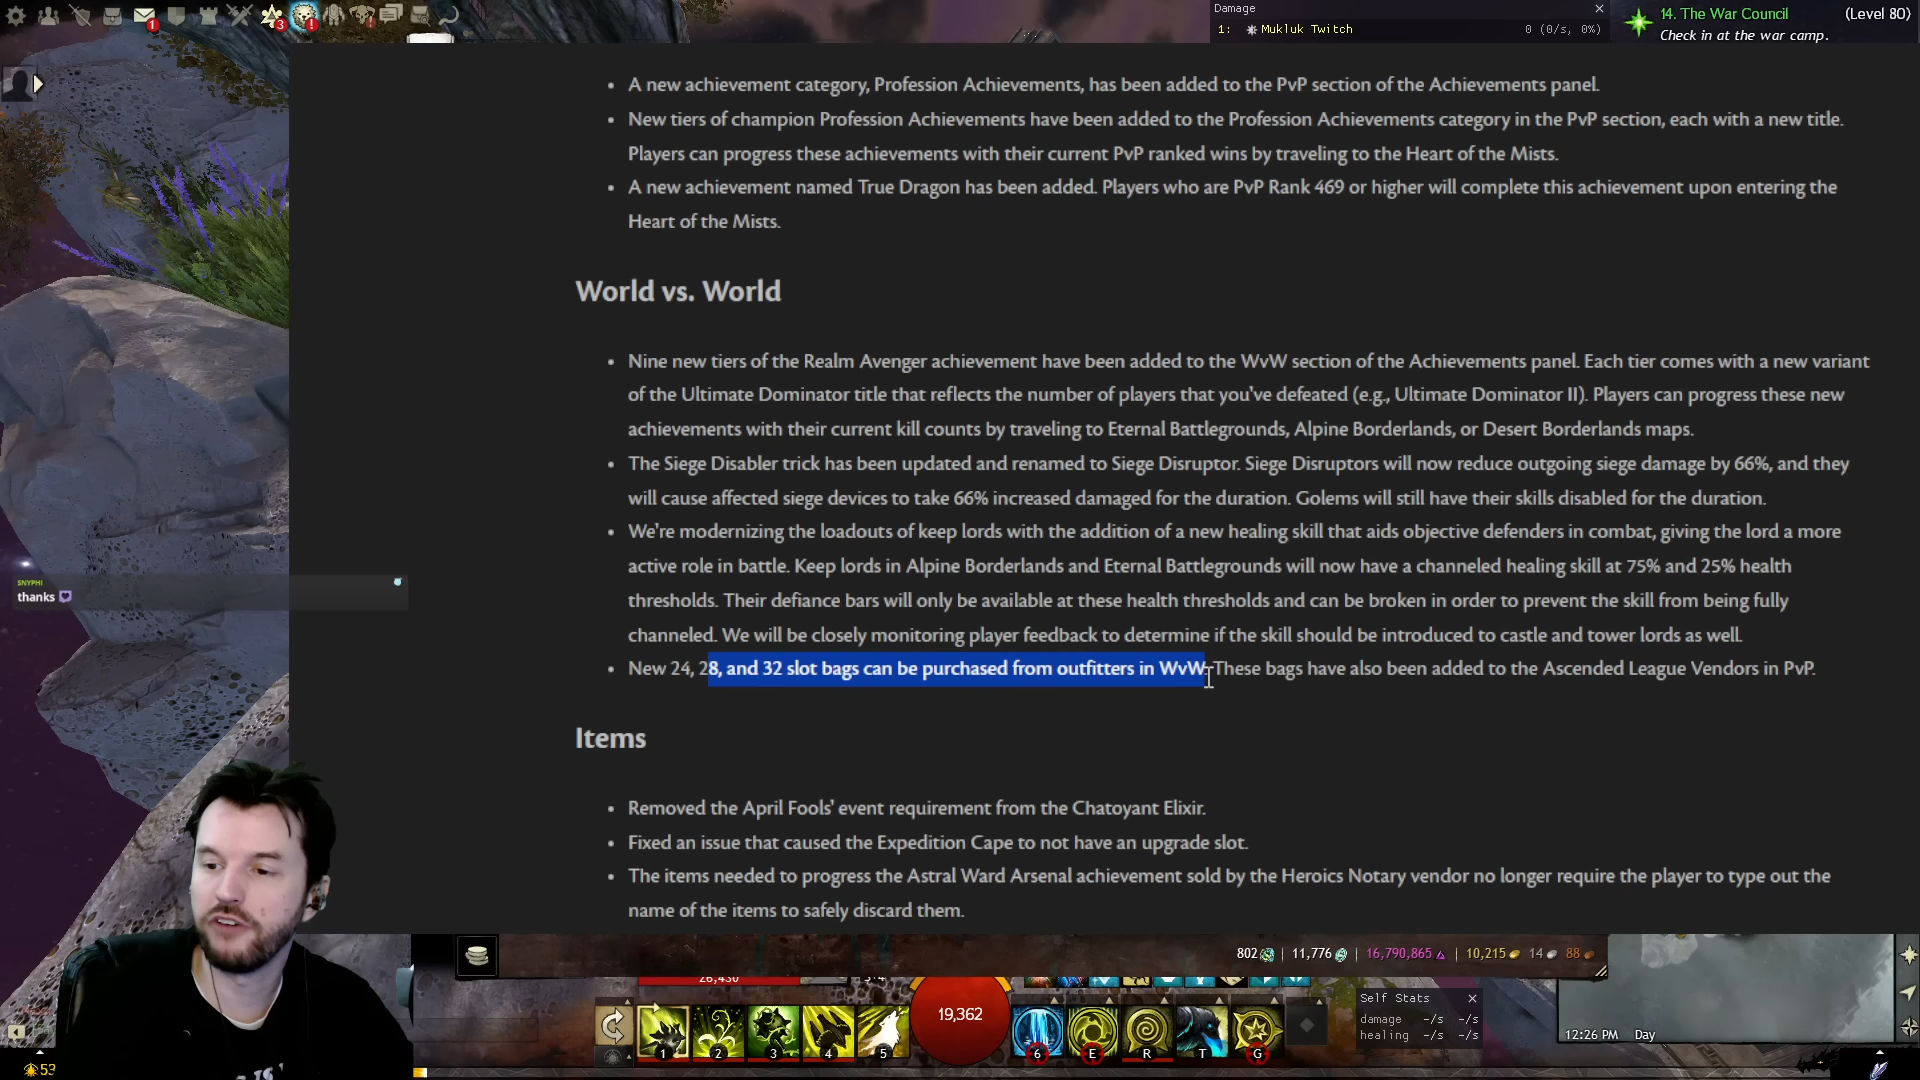 Damage
1: Mukluk Twitch 0 (0/s, 0%)
14. The War Council (Level 80)
Check in at the war camp.
1
3
• A new achievement category, Profession Achievements, has been added to the PvP section of the Achievements panel.
• New tiers of champion Profession Achievements have been added to the Profession Achievements category in the PvP section, each with a new title.
Players can progress these achievements with their current PvP ranked wins by traveling to the Heart of the Mists.
• A new achievement named True Dragon has been added. Players who are PvP Rank 469 or higher will complete this achievement upon entering the
Heart of the Mists.
World vs. World
• Nine new tiers of the Realm Avenger achievement have been added to the WvW section of the Achievements panel. Each tier comes with a new variant
of the Ultimate Dominator title that reflects the number of players that you've defeated (e.g., Ultimate Dominator II). Players can progress these new
achievements with their current kill counts by traveling to Eternal Battlegrounds, Alpine Borderlands, or Desert Borderlands maps.
• The Siege Disabler trick has been updated and renamed to Siege Disruptor. Siege Disruptors will now reduce outgoing siege damage by 66%, and they
will cause affected siege devices to take 66% increased damaged for the duration. Golems will still have their skills disabled for the duration.
• We're modernizing the loadouts of keep lords with the addition of a new healing skill that aids objective defenders in combat, giving the lord a more
active role in battle. Keep lords in Alpine Borderlands and Eternal Battlegrounds will now have a channeled healing skill at 75% and 25% health
thresholds. Their defiance bars will only be available at these health thresholds and can be broken in order to prevent the skill from being fully
channeled. We will be closely monitoring player feedback to determine if the skill should be introduced to castle and tower lords as well.
• New 24, 28, and 32 slot bags can be purchased from outfitters in WvW. These bags have also been added to the Ascended League Vendors in PvP.
SNYPHI
thanks
Items
• Removed the April Fools' event requirement from the Chatoyant Elixir.
• Fixed an issue that caused the Expedition Cape to not have an upgrade slot.
• The items needed to progress the Astral Ward Arsenal achievement sold by the Heroics Notary vendor no longer require the player to type out the
name of the items to safely discard them.
802 | 11,776 | 16,790,865 | 10,215 14 88
19,362
1 2 3 4 5 6 E R T G
Self Stats
damage -/s -/s
healing -/s -/s
12:26 PM Day
53